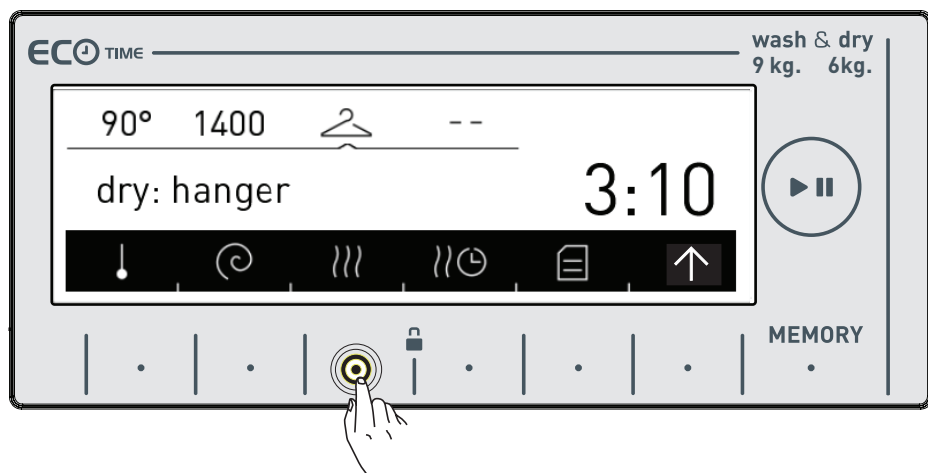 ECO TIME
wash & dry
9 kg. 6kg.
90° 1400 --
dry: hanger
3:10
MEMORY